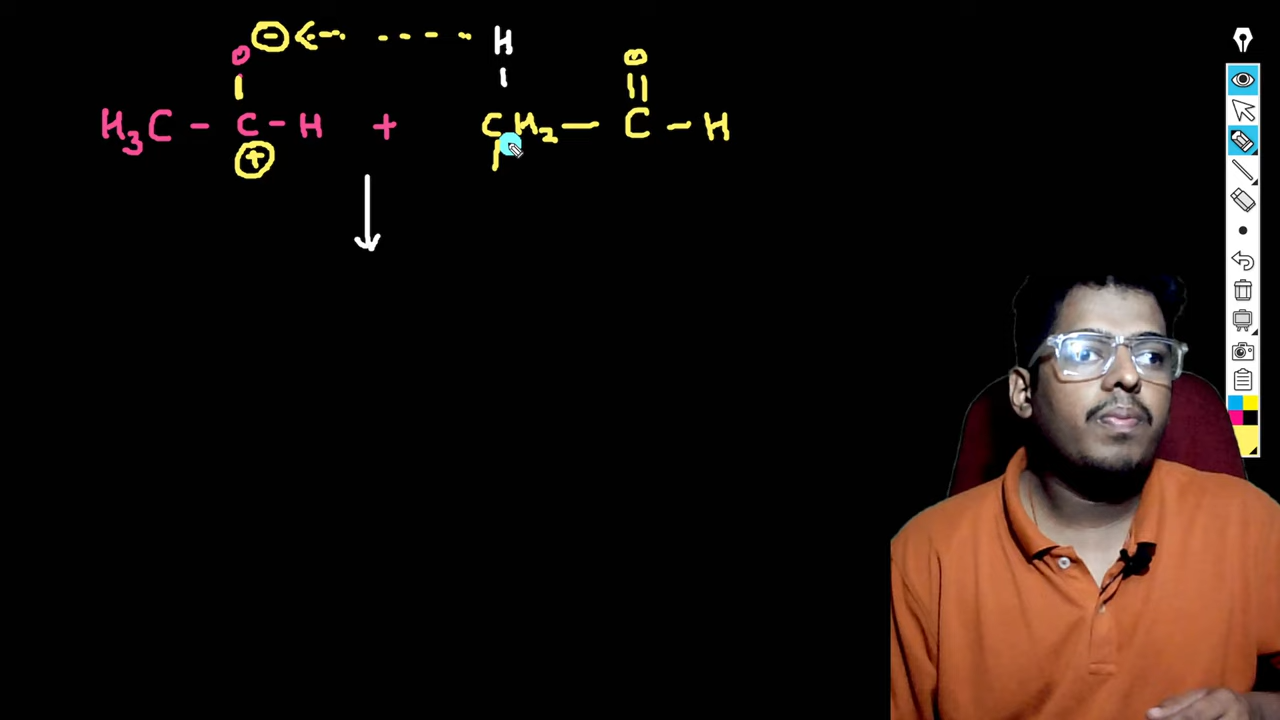 O ⊖ <- - - - - - - H
| | O
| ||
H₃C – C – H + CH₂ – C – H
⊕ |
↓